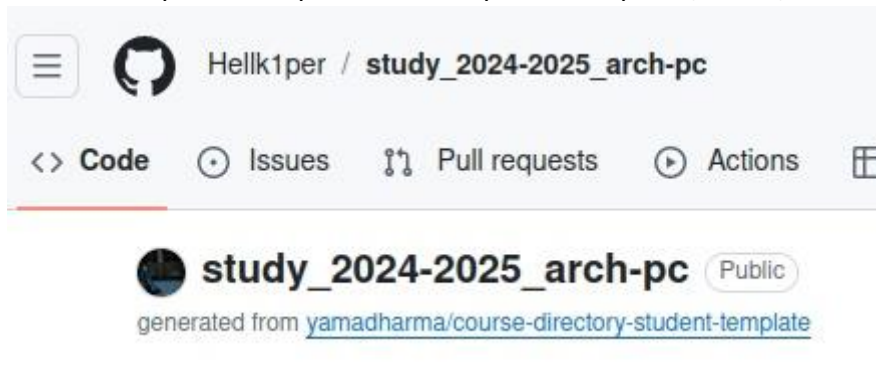 Hellk1per / study_2024-2025_arch-pc
Code Issues Pull requests Actions
study_2024-2025_arch-pc Public
generated from yamadharma/course-directory-student-template